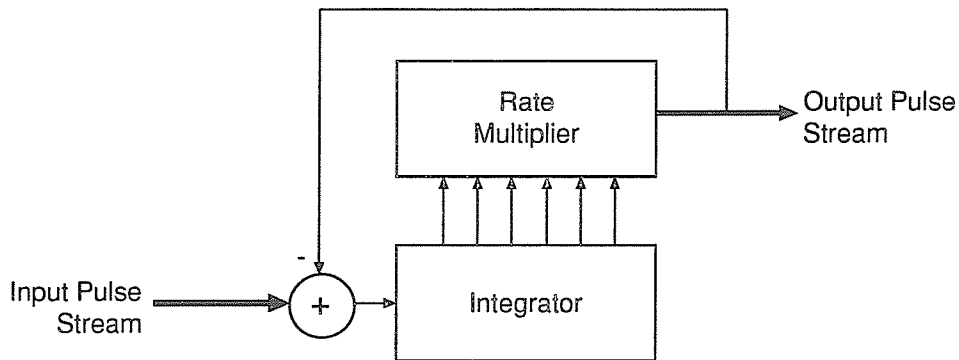 Rate
Multiplier
Output Pulse
Stream
-
Input Pulse
Stream
+
Integrator